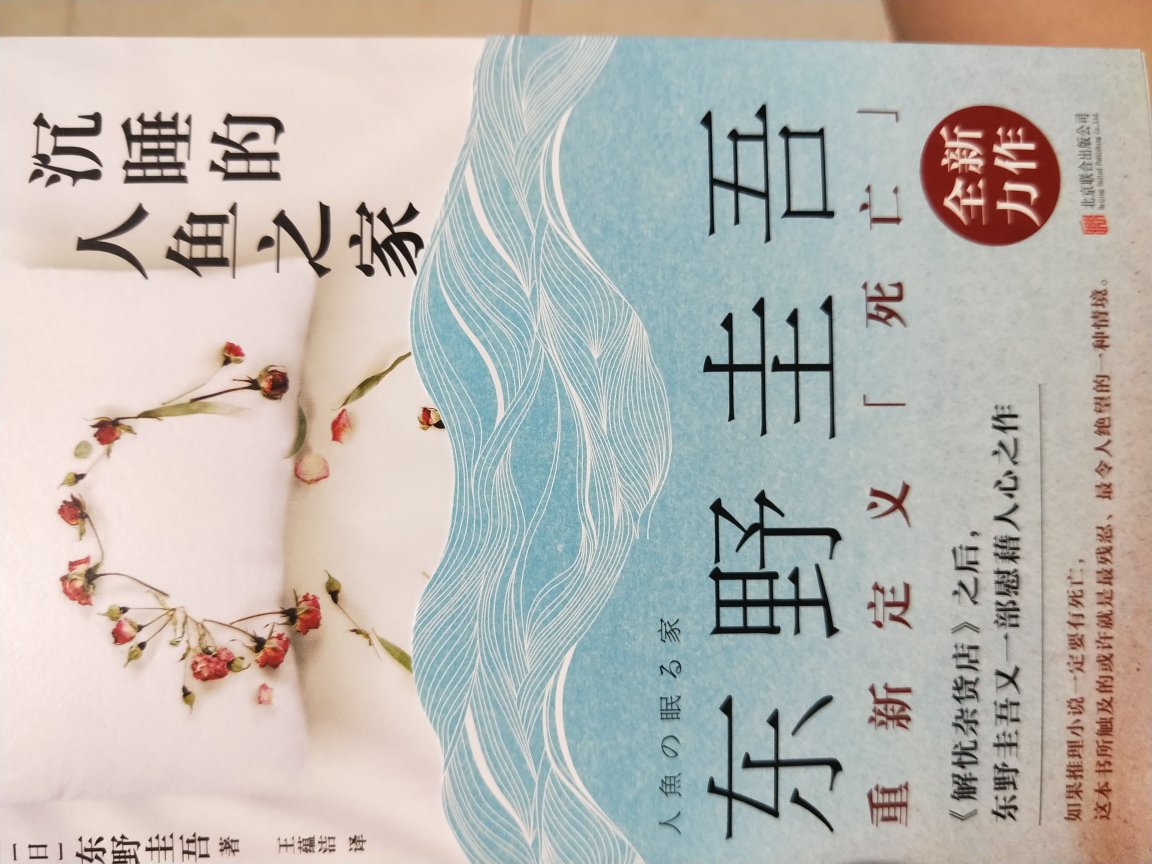 沉睡的
人鱼之家
[日]
东野圭吾 著
王蕴洁 译
人魚の眠る家
东野圭吾
重新定义「死亡」
全新
力作
《解忧杂货店》之后，
东野圭吾又一部慰藉人心之作
如果推理小说一定要有死亡，
这本书所触及的或许就是最残忍、最令人绝望的一种情境。
北京联合出版公司
Beijing United Publishing Co.,Ltd.